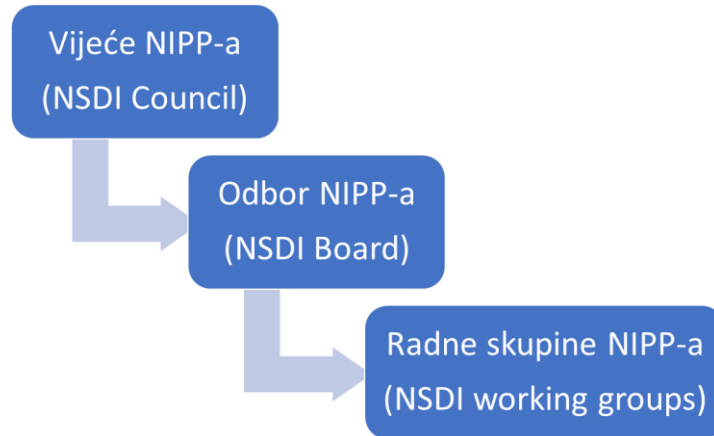 Vijeće NIPP-a
(NSDI Council)
Odbor NIPP-a
(NSDI Board)
Radne skupine NIPP-a
(NSDI working groups)